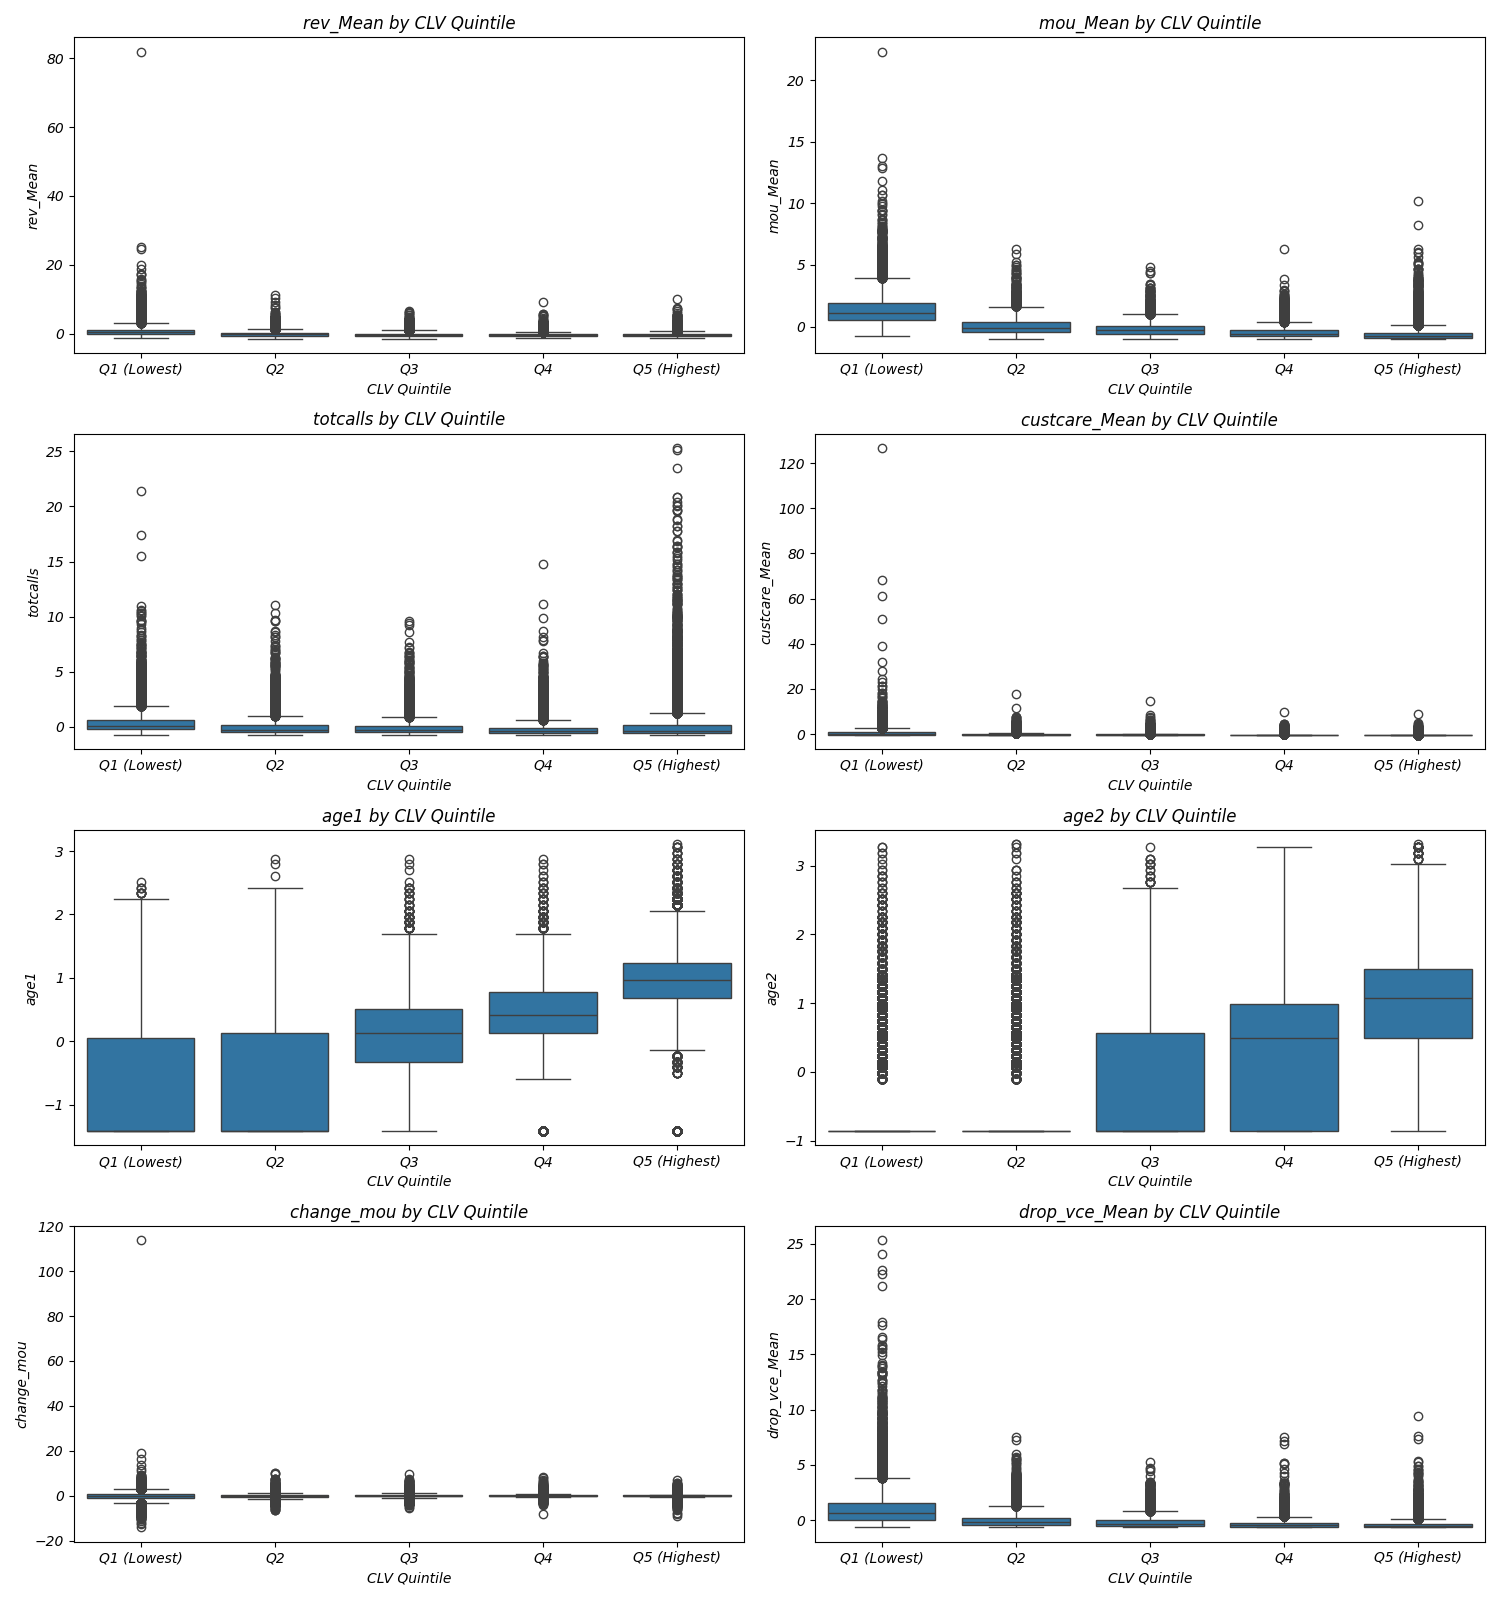 rev_Mean by CLV Quintile
rev_Mean
80
60
40
20
0
Q1 (Lowest) Q2 Q3 Q4 Q5 (Highest)
CLV Quintile
mou_Mean by CLV Quintile
mou_Mean
20
15
10
5
0
Q1 (Lowest) Q2 Q3 Q4 Q5 (Highest)
CLV Quintile
totcalls by CLV Quintile
totcalls
25
20
15
10
5
0
Q1 (Lowest) Q2 Q3 Q4 Q5 (Highest)
CLV Quintile
custcare_Mean by CLV Quintile
custcare_Mean
120
100
80
60
40
20
0
Q1 (Lowest) Q2 Q3 Q4 Q5 (Highest)
CLV Quintile
age1 by CLV Quintile
age1
3
2
1
0
−1
Q1 (Lowest) Q2 Q3 Q4 Q5 (Highest)
CLV Quintile
age2 by CLV Quintile
age2
3
2
1
0
−1
Q1 (Lowest) Q2 Q3 Q4 Q5 (Highest)
CLV Quintile
change_mou by CLV Quintile
change_mou
120
100
80
60
40
20
0
−20
Q1 (Lowest) Q2 Q3 Q4 Q5 (Highest)
CLV Quintile
drop_vce_Mean by CLV Quintile
drop_vce_Mean
25
20
15
10
5
0
Q1 (Lowest) Q2 Q3 Q4 Q5 (Highest)
CLV Quintile